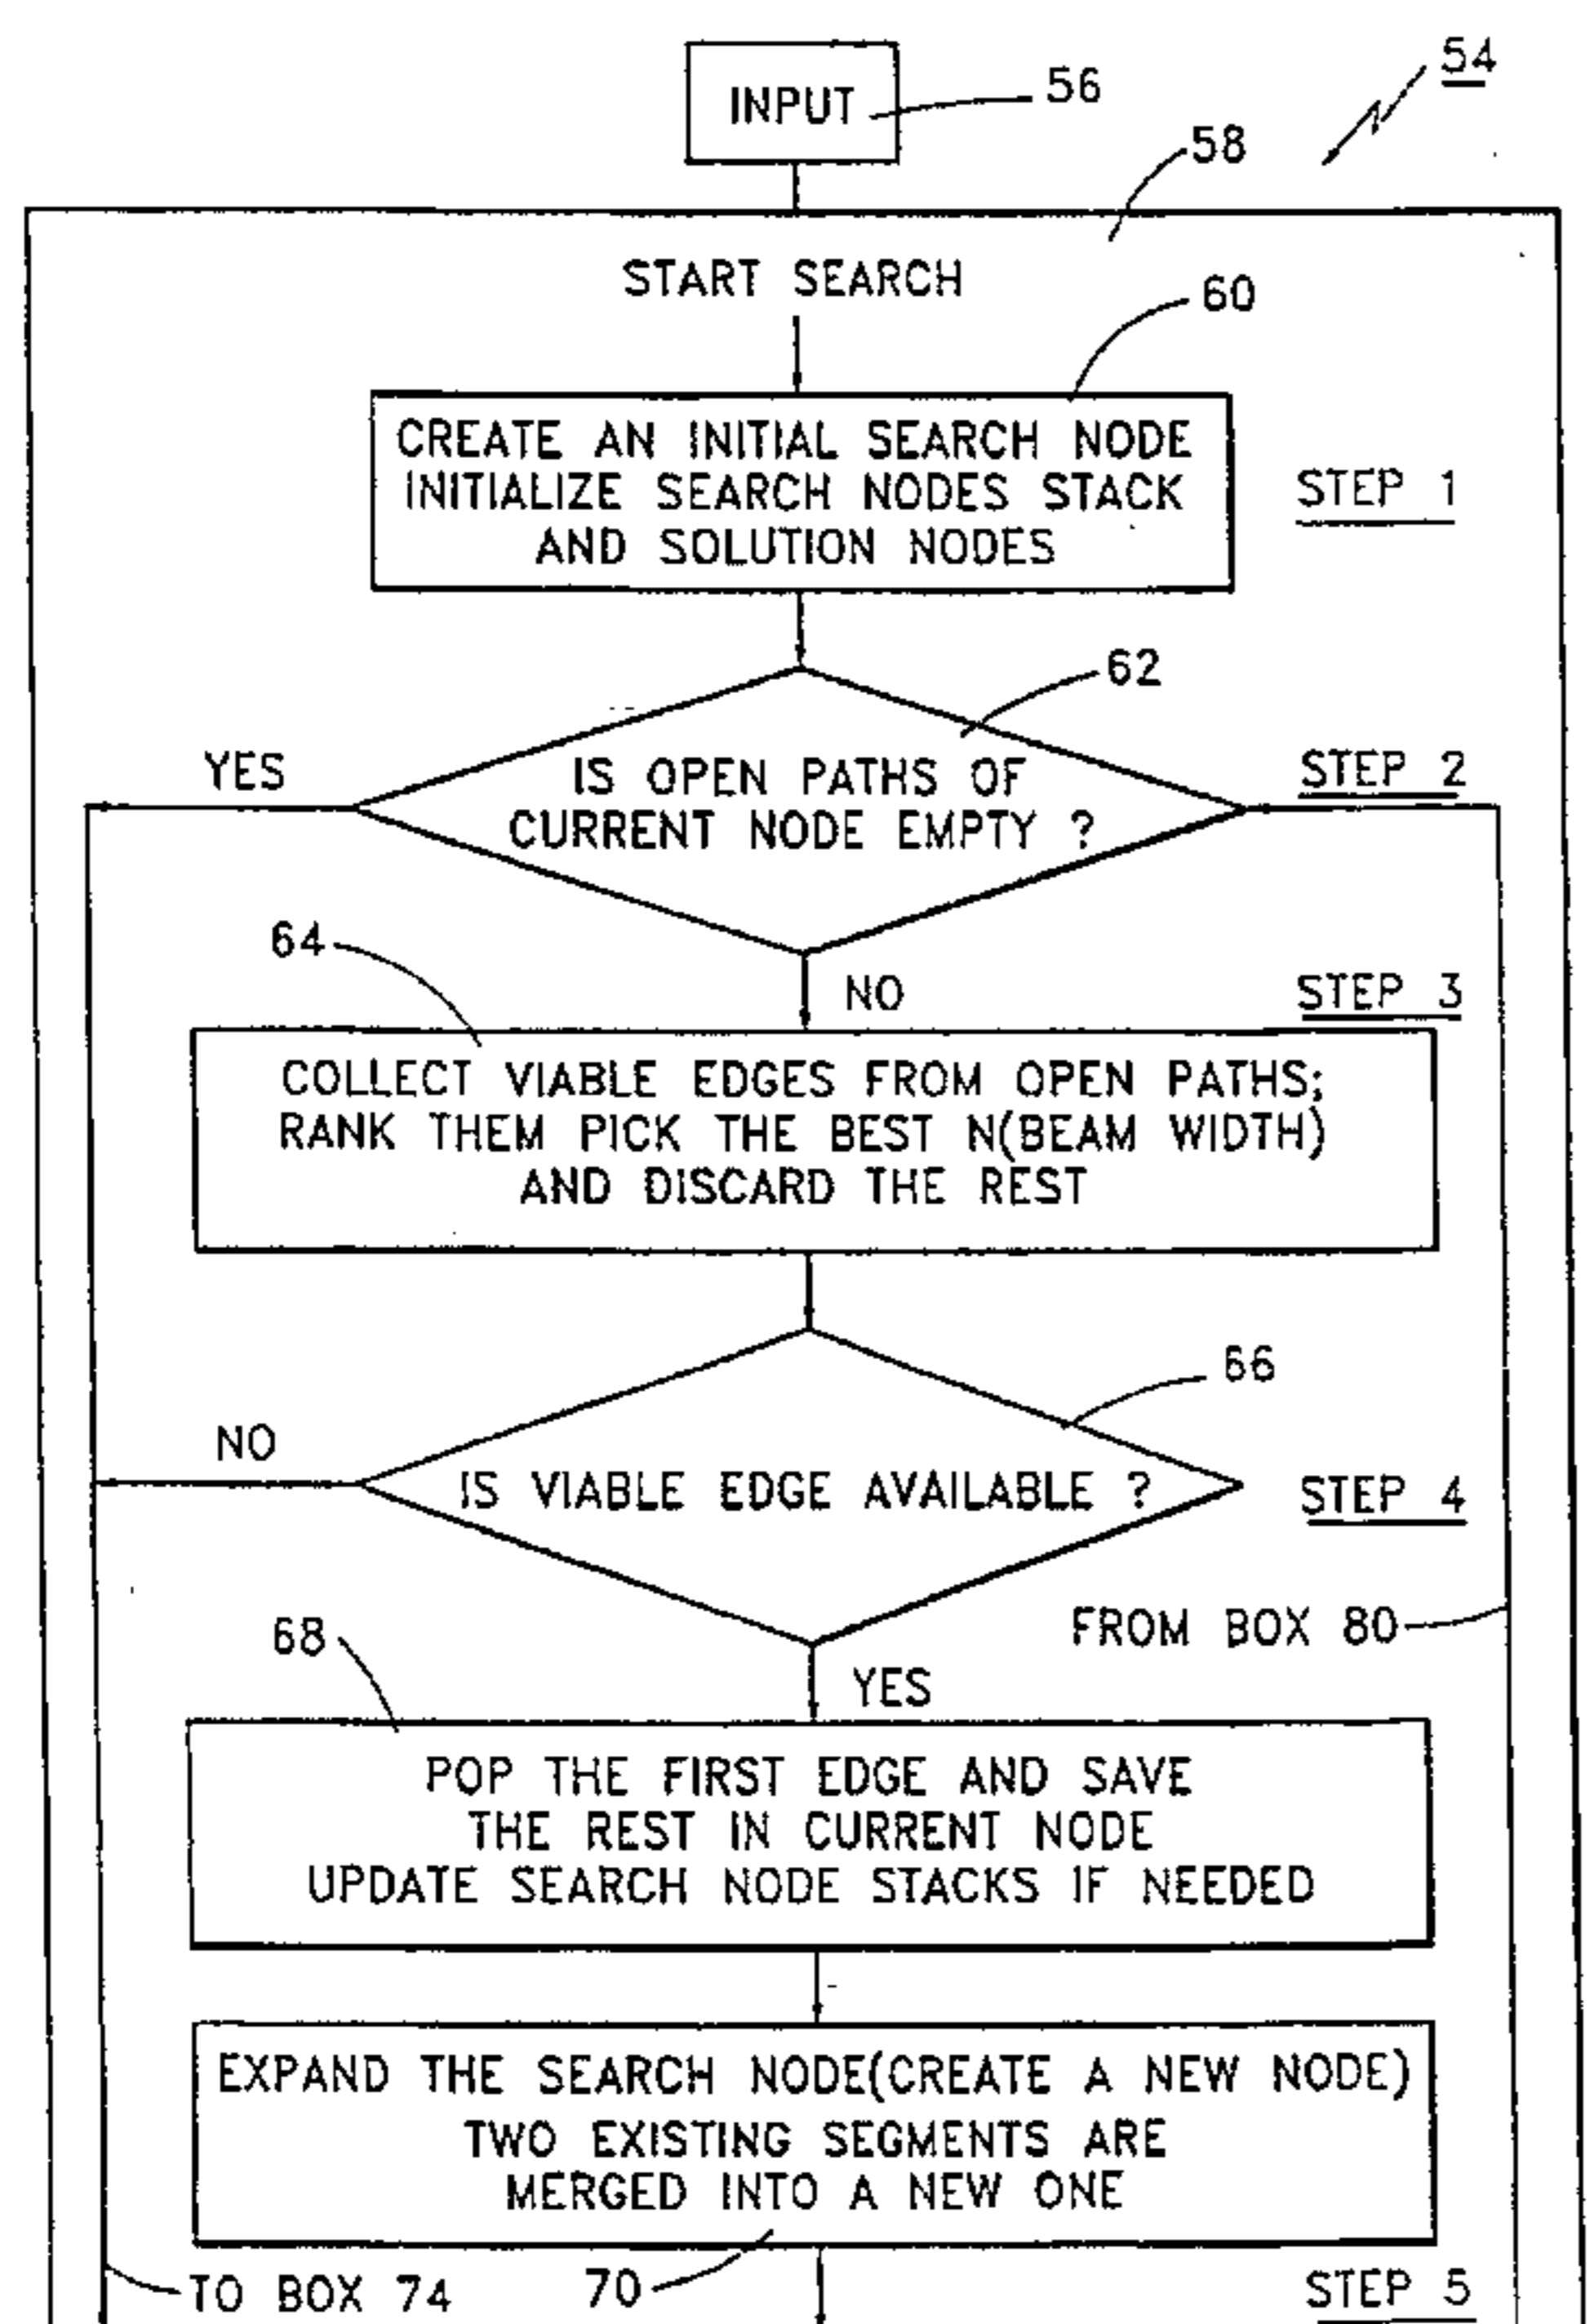 54
INPUT
56
58
START SEARCH
60
CREATE AN INITIAL SEARCH NODE
INITIALIZE SEARCH NODES STACK
AND SOLUTION NODES
STEP 1
62
YES
IS OPEN PATHS OF
CURRENT NODE EMPTY ?
STEP 2
64
NO
STEP 3
COLLECT VIABLE EDGES FROM OPEN PATHS;
RANK THEM PICK THE BEST N(BEAM WIDTH)
AND DISCARD THE REST
66
NO
IS VIABLE EDGE AVAILABLE ?
STEP 4
68
FROM BOX 80
YES
POP THE FIRST EDGE AND SAVE
THE REST IN CURRENT NODE
UPDATE SEARCH NODE STACKS IF NEEDED
EXPAND THE SEARCH NODE(CREATE A NEW NODE)
TWO EXISTING SEGMENTS ARE
MERGED INTO A NEW ONE
TO BOX 74
70
STEP 5